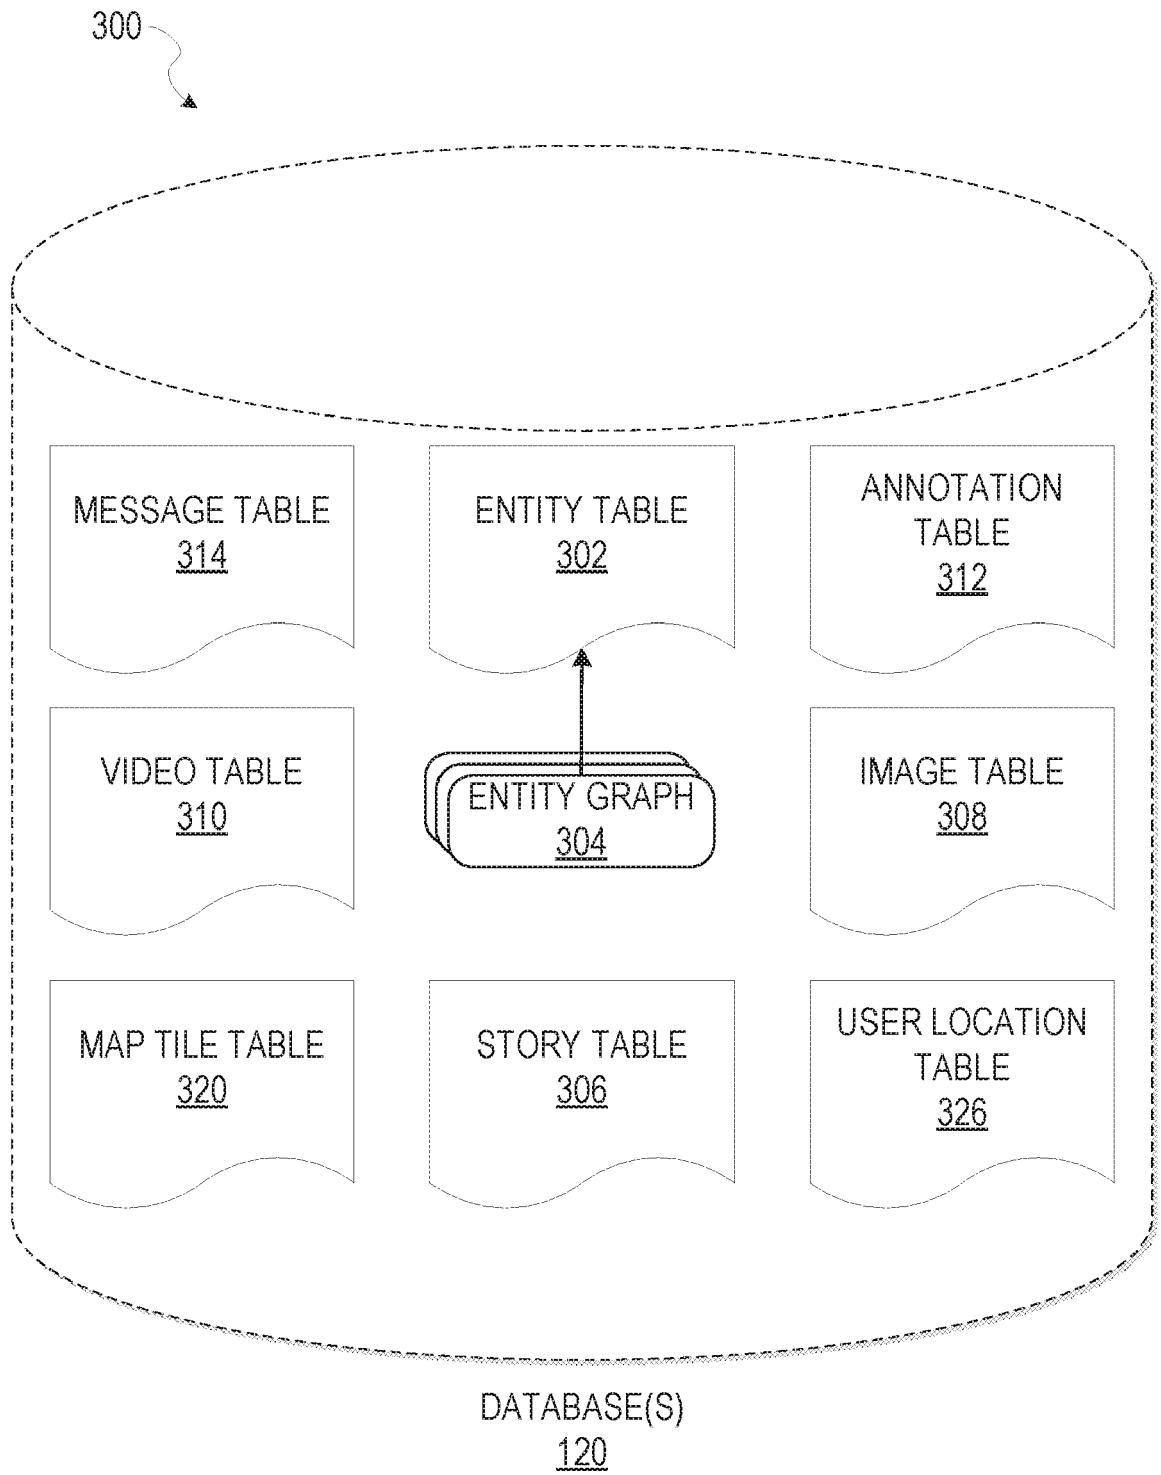 300
MESSAGE TABLE
314
ENTITY TABLE
302
ANNOTATION
TABLE
312
VIDEO TABLE
310
ENTITY GRAPH
304
IMAGE TABLE
308
MAP TILE TABLE
320
STORY TABLE
306
USER LOCATION
TABLE
326
DATABASE(S)
120